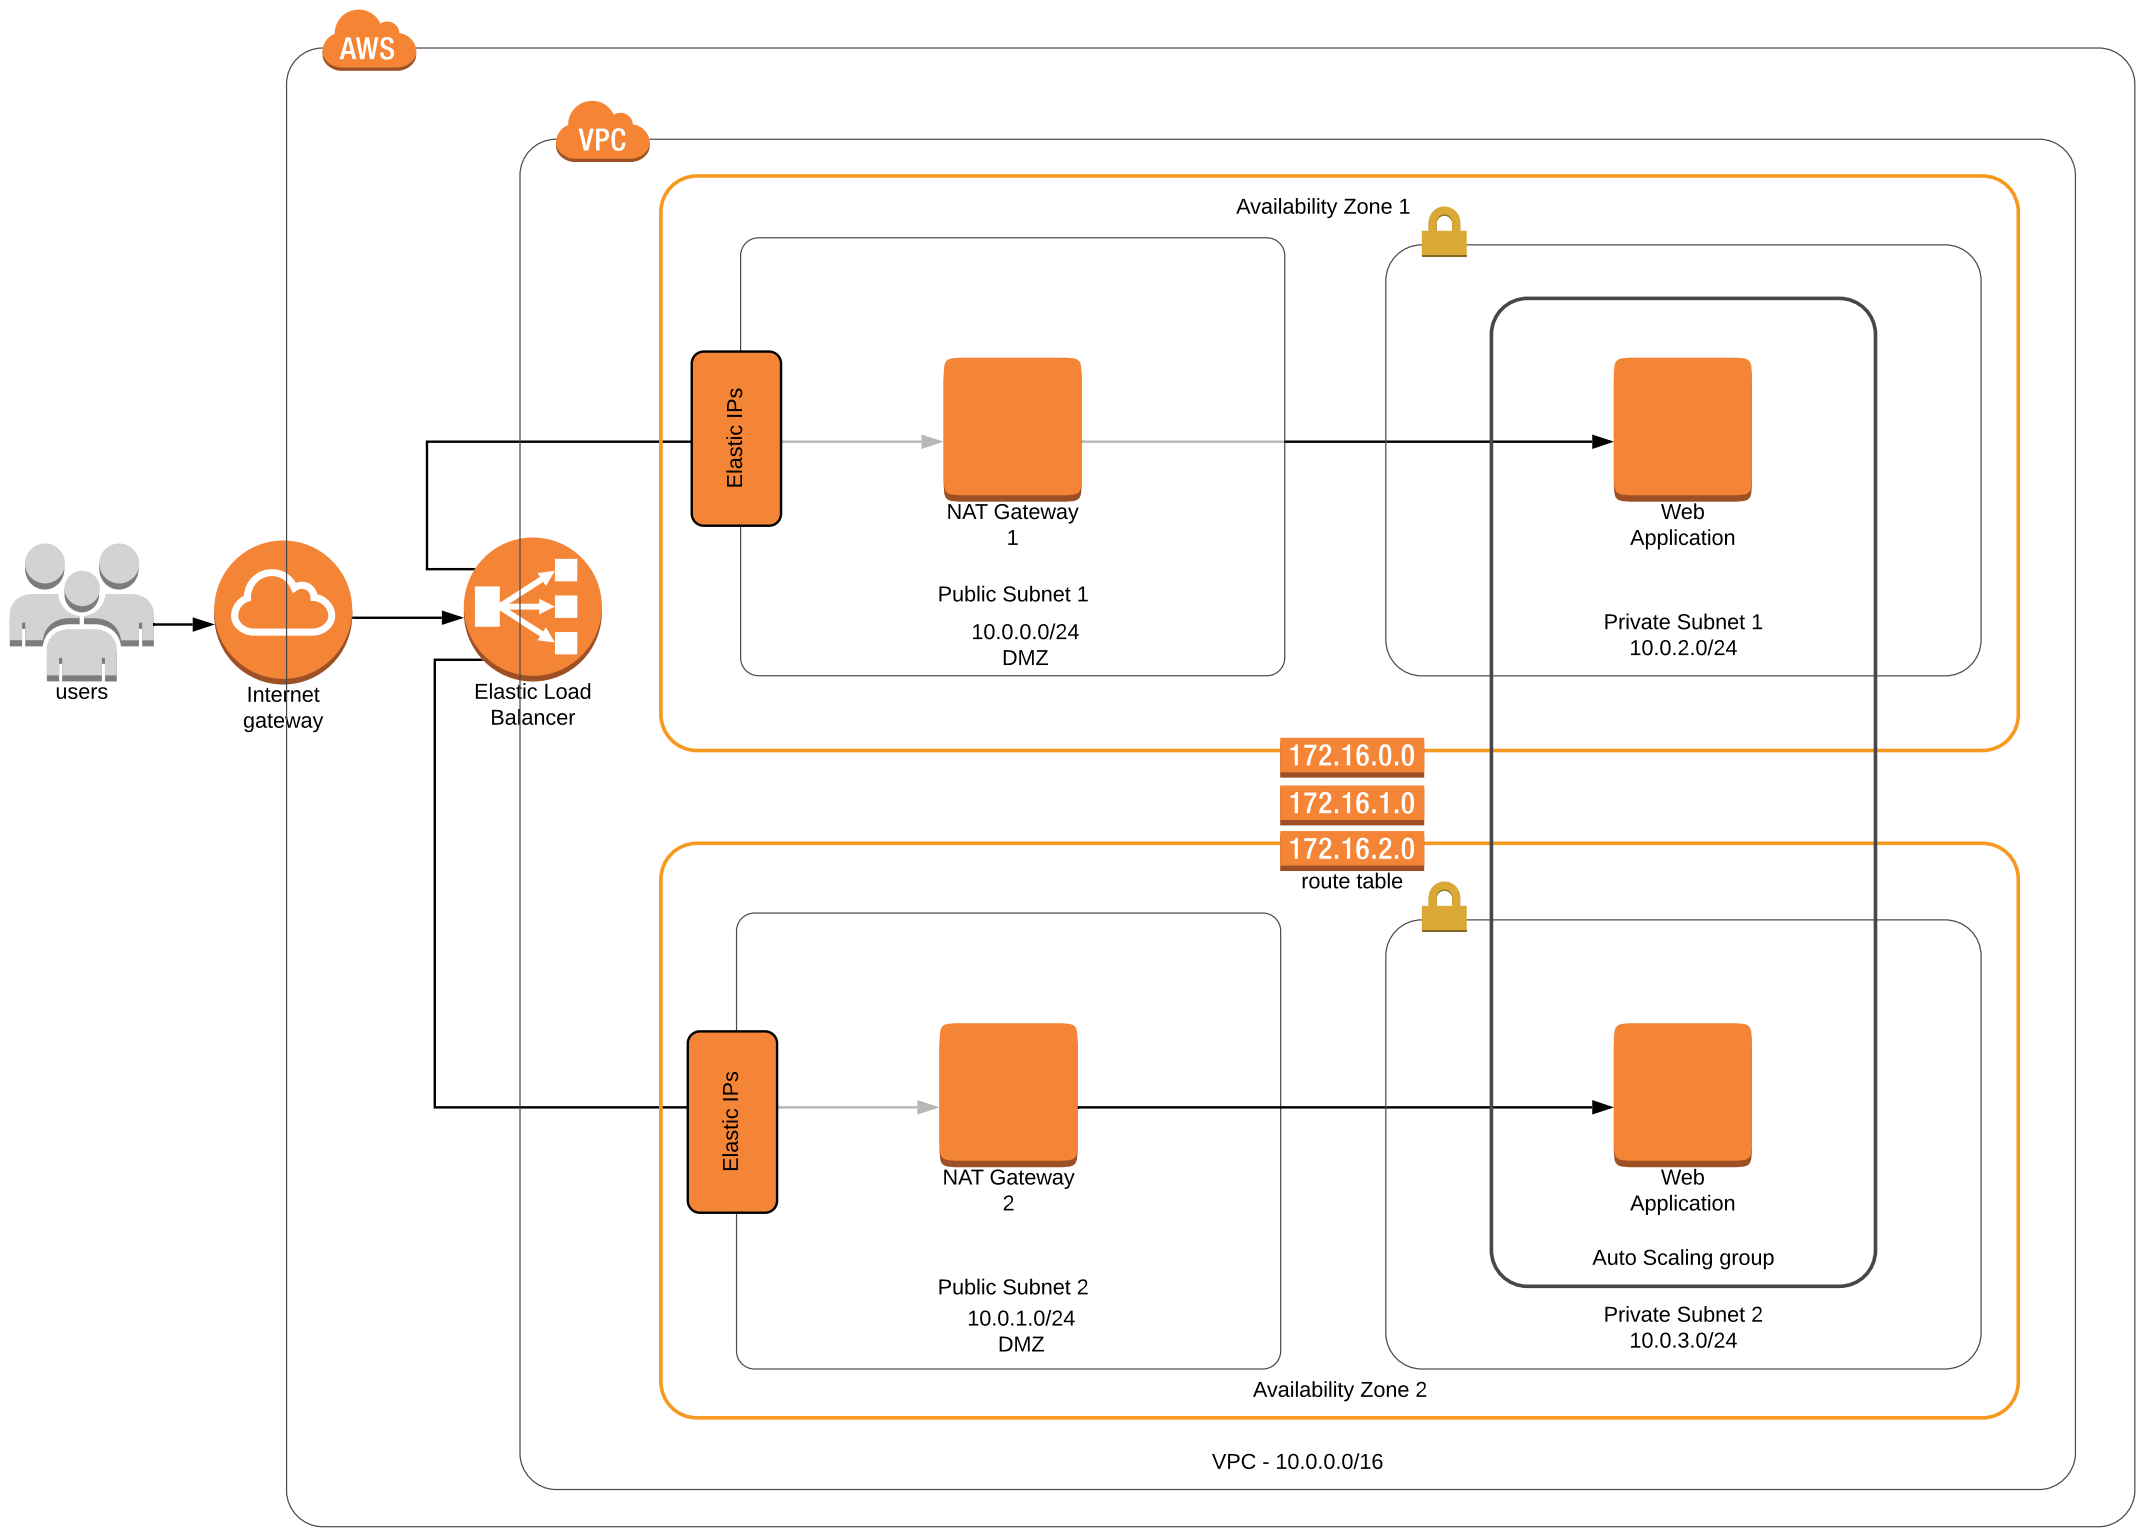 AWS
VPC
Availability Zone 1
Elastic IPs
NAT Gateway
1
Public Subnet 1
10.0.0.0/24
DMZ
Web
Application
Private Subnet 1
10.0.2.0/24
users
Internet
gateway
Elastic Load
Balancer
172.16.0.0
172.16.1.0
172.16.2.0
route table
Elastic IPs
NAT Gateway
2
Public Subnet 2
10.0.1.0/24
DMZ
Web
Application
Auto Scaling group
Private Subnet 2
10.0.3.0/24
Availability Zone 2
VPC - 10.0.0.0/16